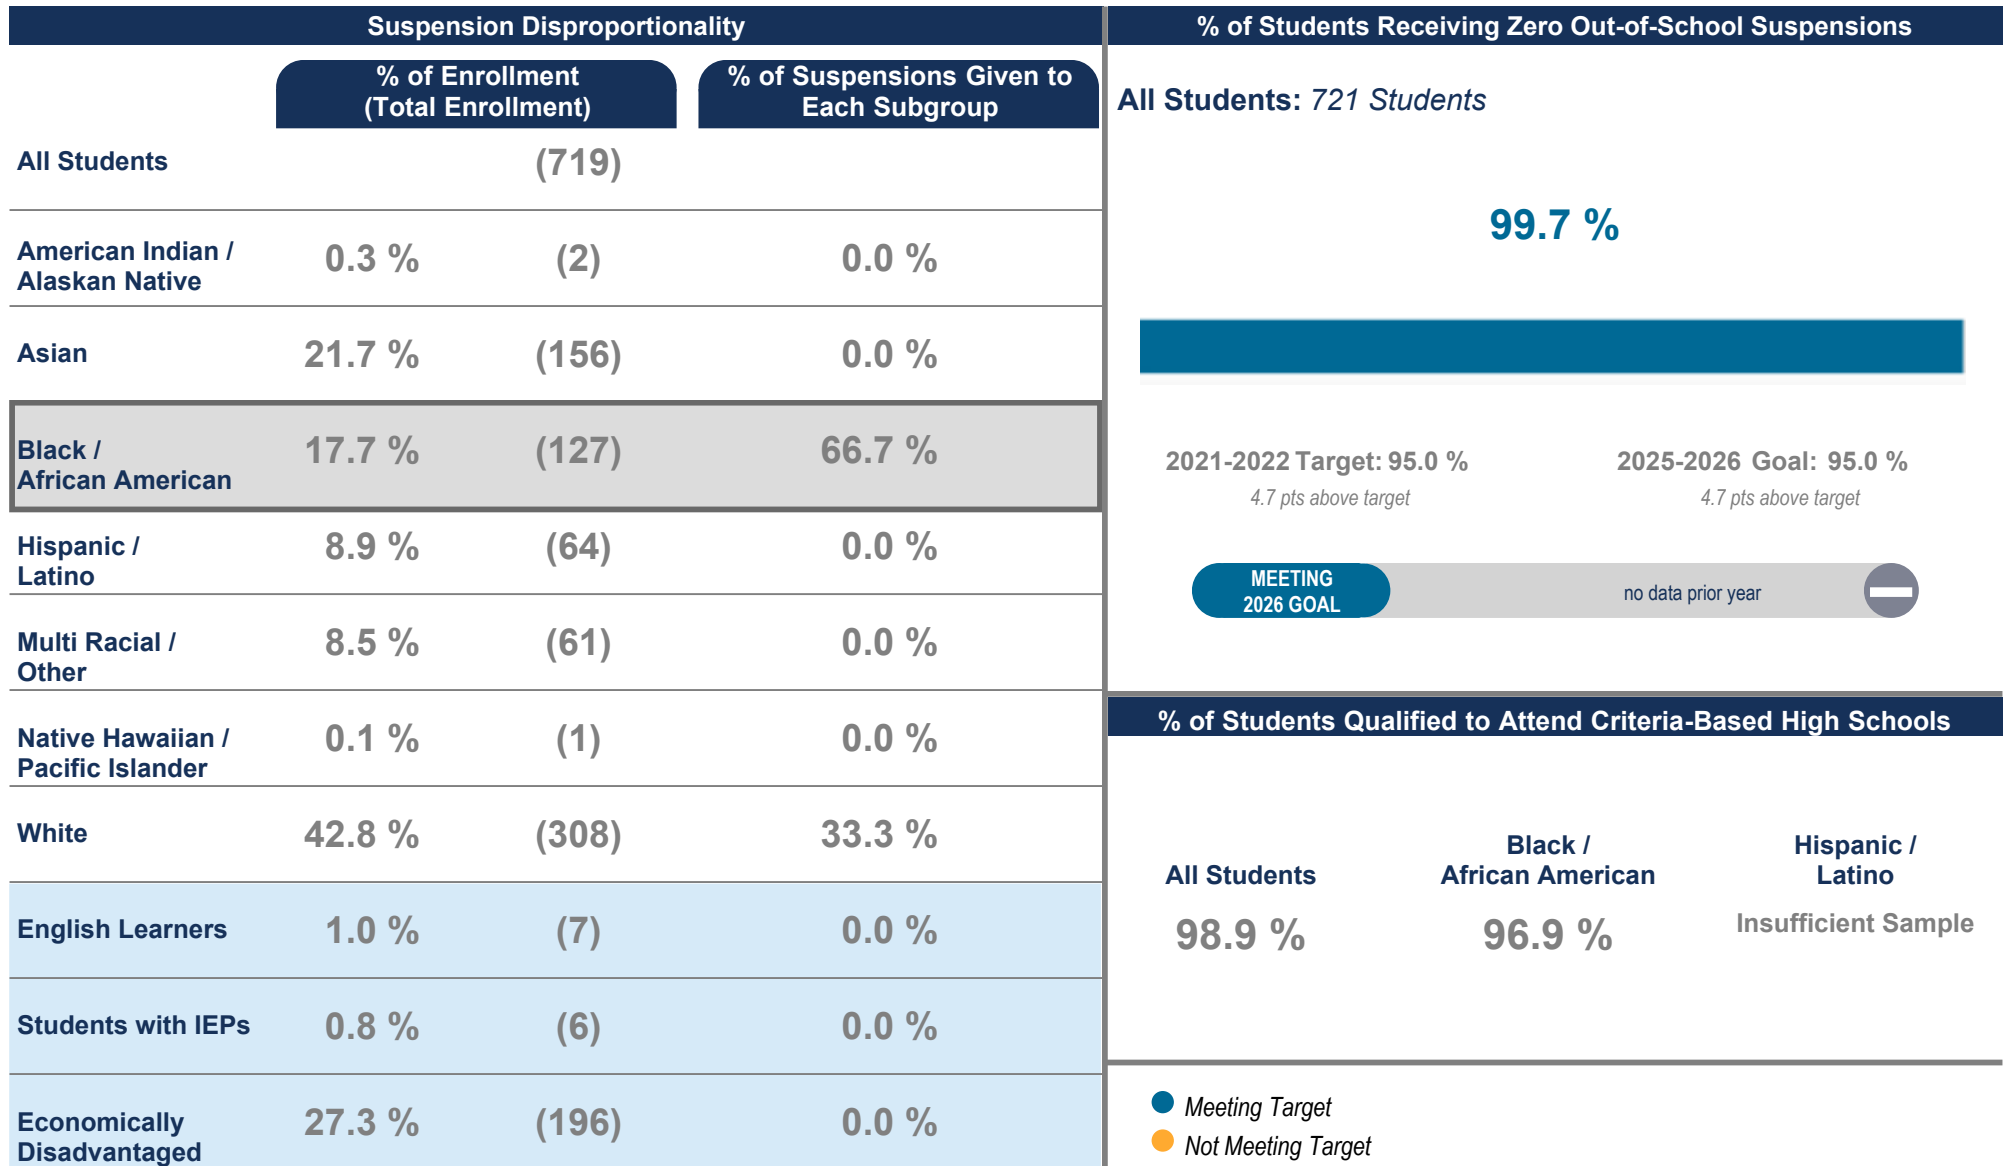 Suspension Disproportionality
% of Enrollment
(Total Enrollment)
% of Suspensions Given to
Each Subgroup
All Students
(719)
American Indian /
Alaskan Native
0.3 % (2) 0.0 %
Asian 21.7 % (156) 0.0 %
Black /
African American
17.7 % (127) 66.7 %
Hispanic /
Latino
8.9 % (64) 0.0 %
Multi Racial /
Other
8.5 % (61) 0.0 %
Native Hawaiian /
Pacific Islander
0.1 % (1) 0.0 %
White 42.8 % (308) 33.3 %
English Learners 1.0 % (7) 0.0 %
Students with IEPs 0.8 % (6) 0.0 %
Economically
Disadvantaged
27.3 % (196) 0.0 %
% of Students Receiving Zero Out-of-School Suspensions
All Students: 721 Students
99.7 %
2021-2022 Target: 95.0 %
4.7 pts above target
2025-2026 Goal: 95.0 %
4.7 pts above target
MEETING
2026 GOAL
no data prior year
% of Students Qualified to Attend Criteria-Based High Schools
All Students
98.9 %
Black /
African American
96.9 %
Hispanic /
Latino
Insufficient Sample
Meeting Target
Not Meeting Target